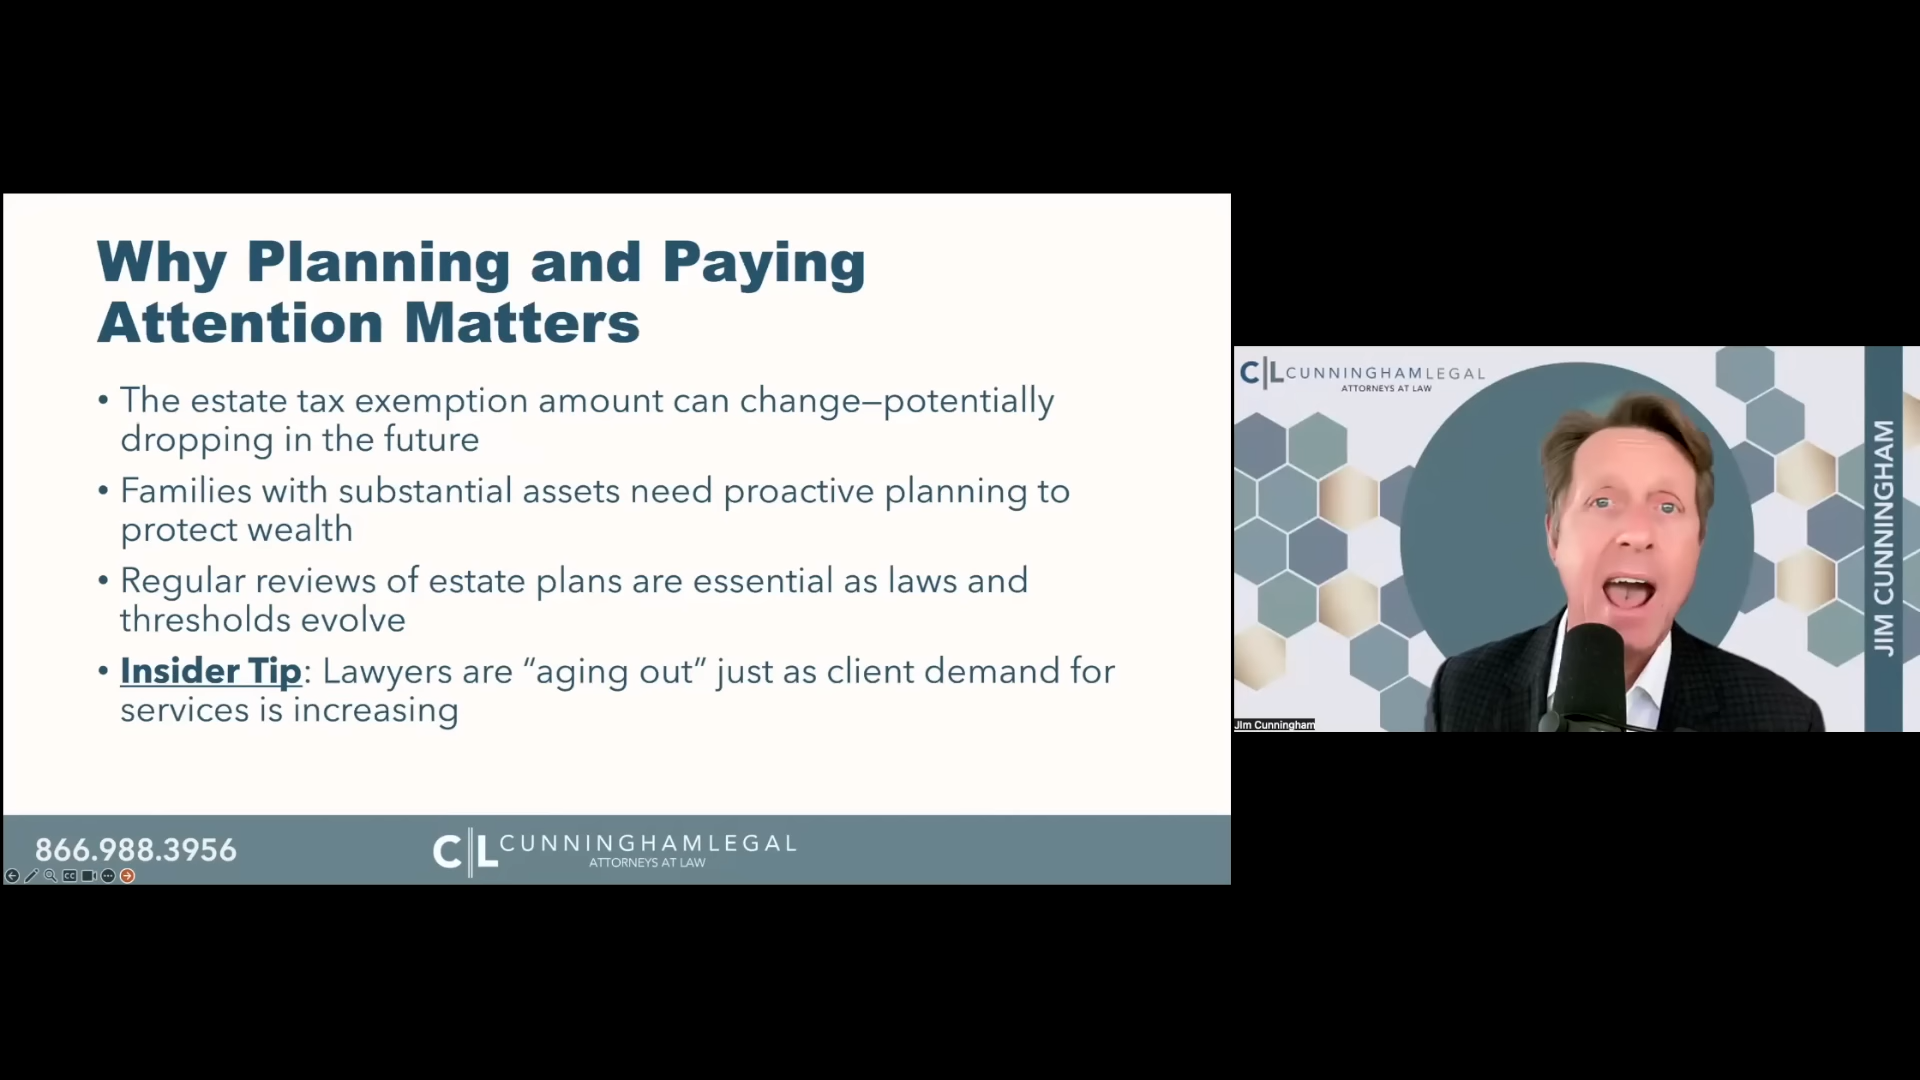 Why Planning and Paying
Attention Matters
• The estate tax exemption amount can change—potentially
dropping in the future
• Families with substantial assets need proactive planning to
protect wealth
• Regular reviews of estate plans are essential as laws and
thresholds evolve
• Insider Tip: Lawyers are “aging out” just as client demand for
services is increasing
866.988.3956
CL CUNNINGHAMLEGAL
ATTORNEYS AT LAW
CC
CL CUNNINGHAMLEGAL
ATTORNEYS AT LAW
JIM CUNNINGHAM
Jim Cunningham